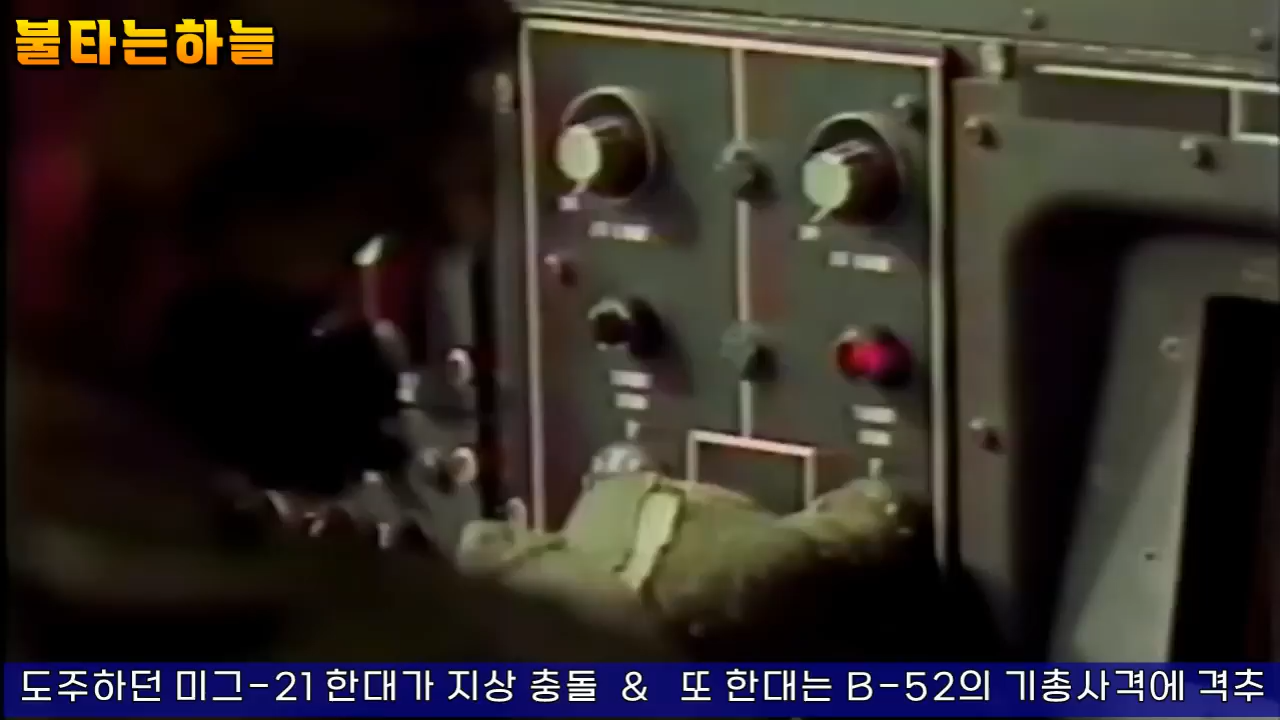 불타는하늘
도주하던 미그-21 한대가 지상 충돌 & 또 한대는 B-52의 기총사격에 격추